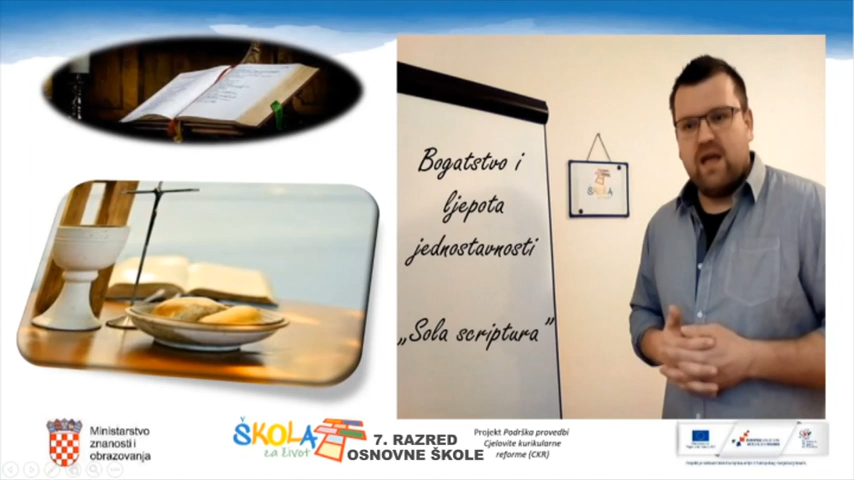 Bogatstvo i
ljepota
jednostavnosti
„Sola scriptura”
ŠKOLA
Ministarstvo
znanosti i
obrazovanja
ŠKOLA
za život
7. RAZRED
OSNOVNE ŠKOLE
Projekt Podrška provedbi
Cjelovite kurikularne
reforme (CKR)